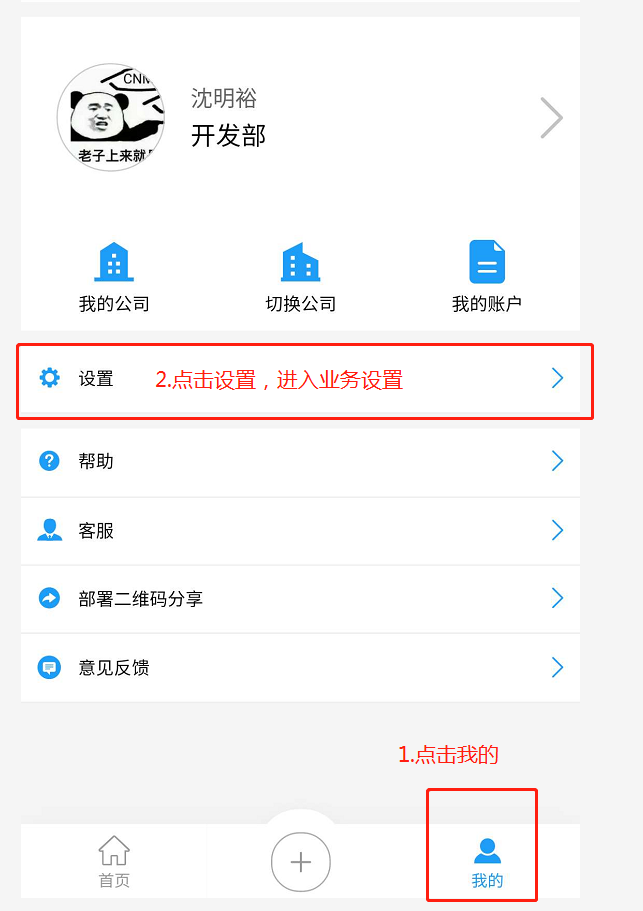 CNM
沈明裕
开发部
老子上来就是
我的公司
切换公司
我的账户
设置
2.点击设置，进入业务设置
帮助
客服
部署二维码分享
意见反馈
1.点击我的
首页
我的